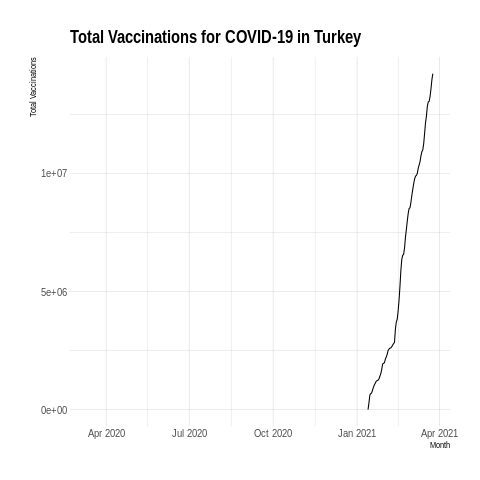 Total Vaccinations for COVID-19 in Turkey
Total Vaccinations
1e+07
5e+06
0e+00
Apr 2020 Jul 2020 Oct 2020 Jan 2021 Apr 2021
Month